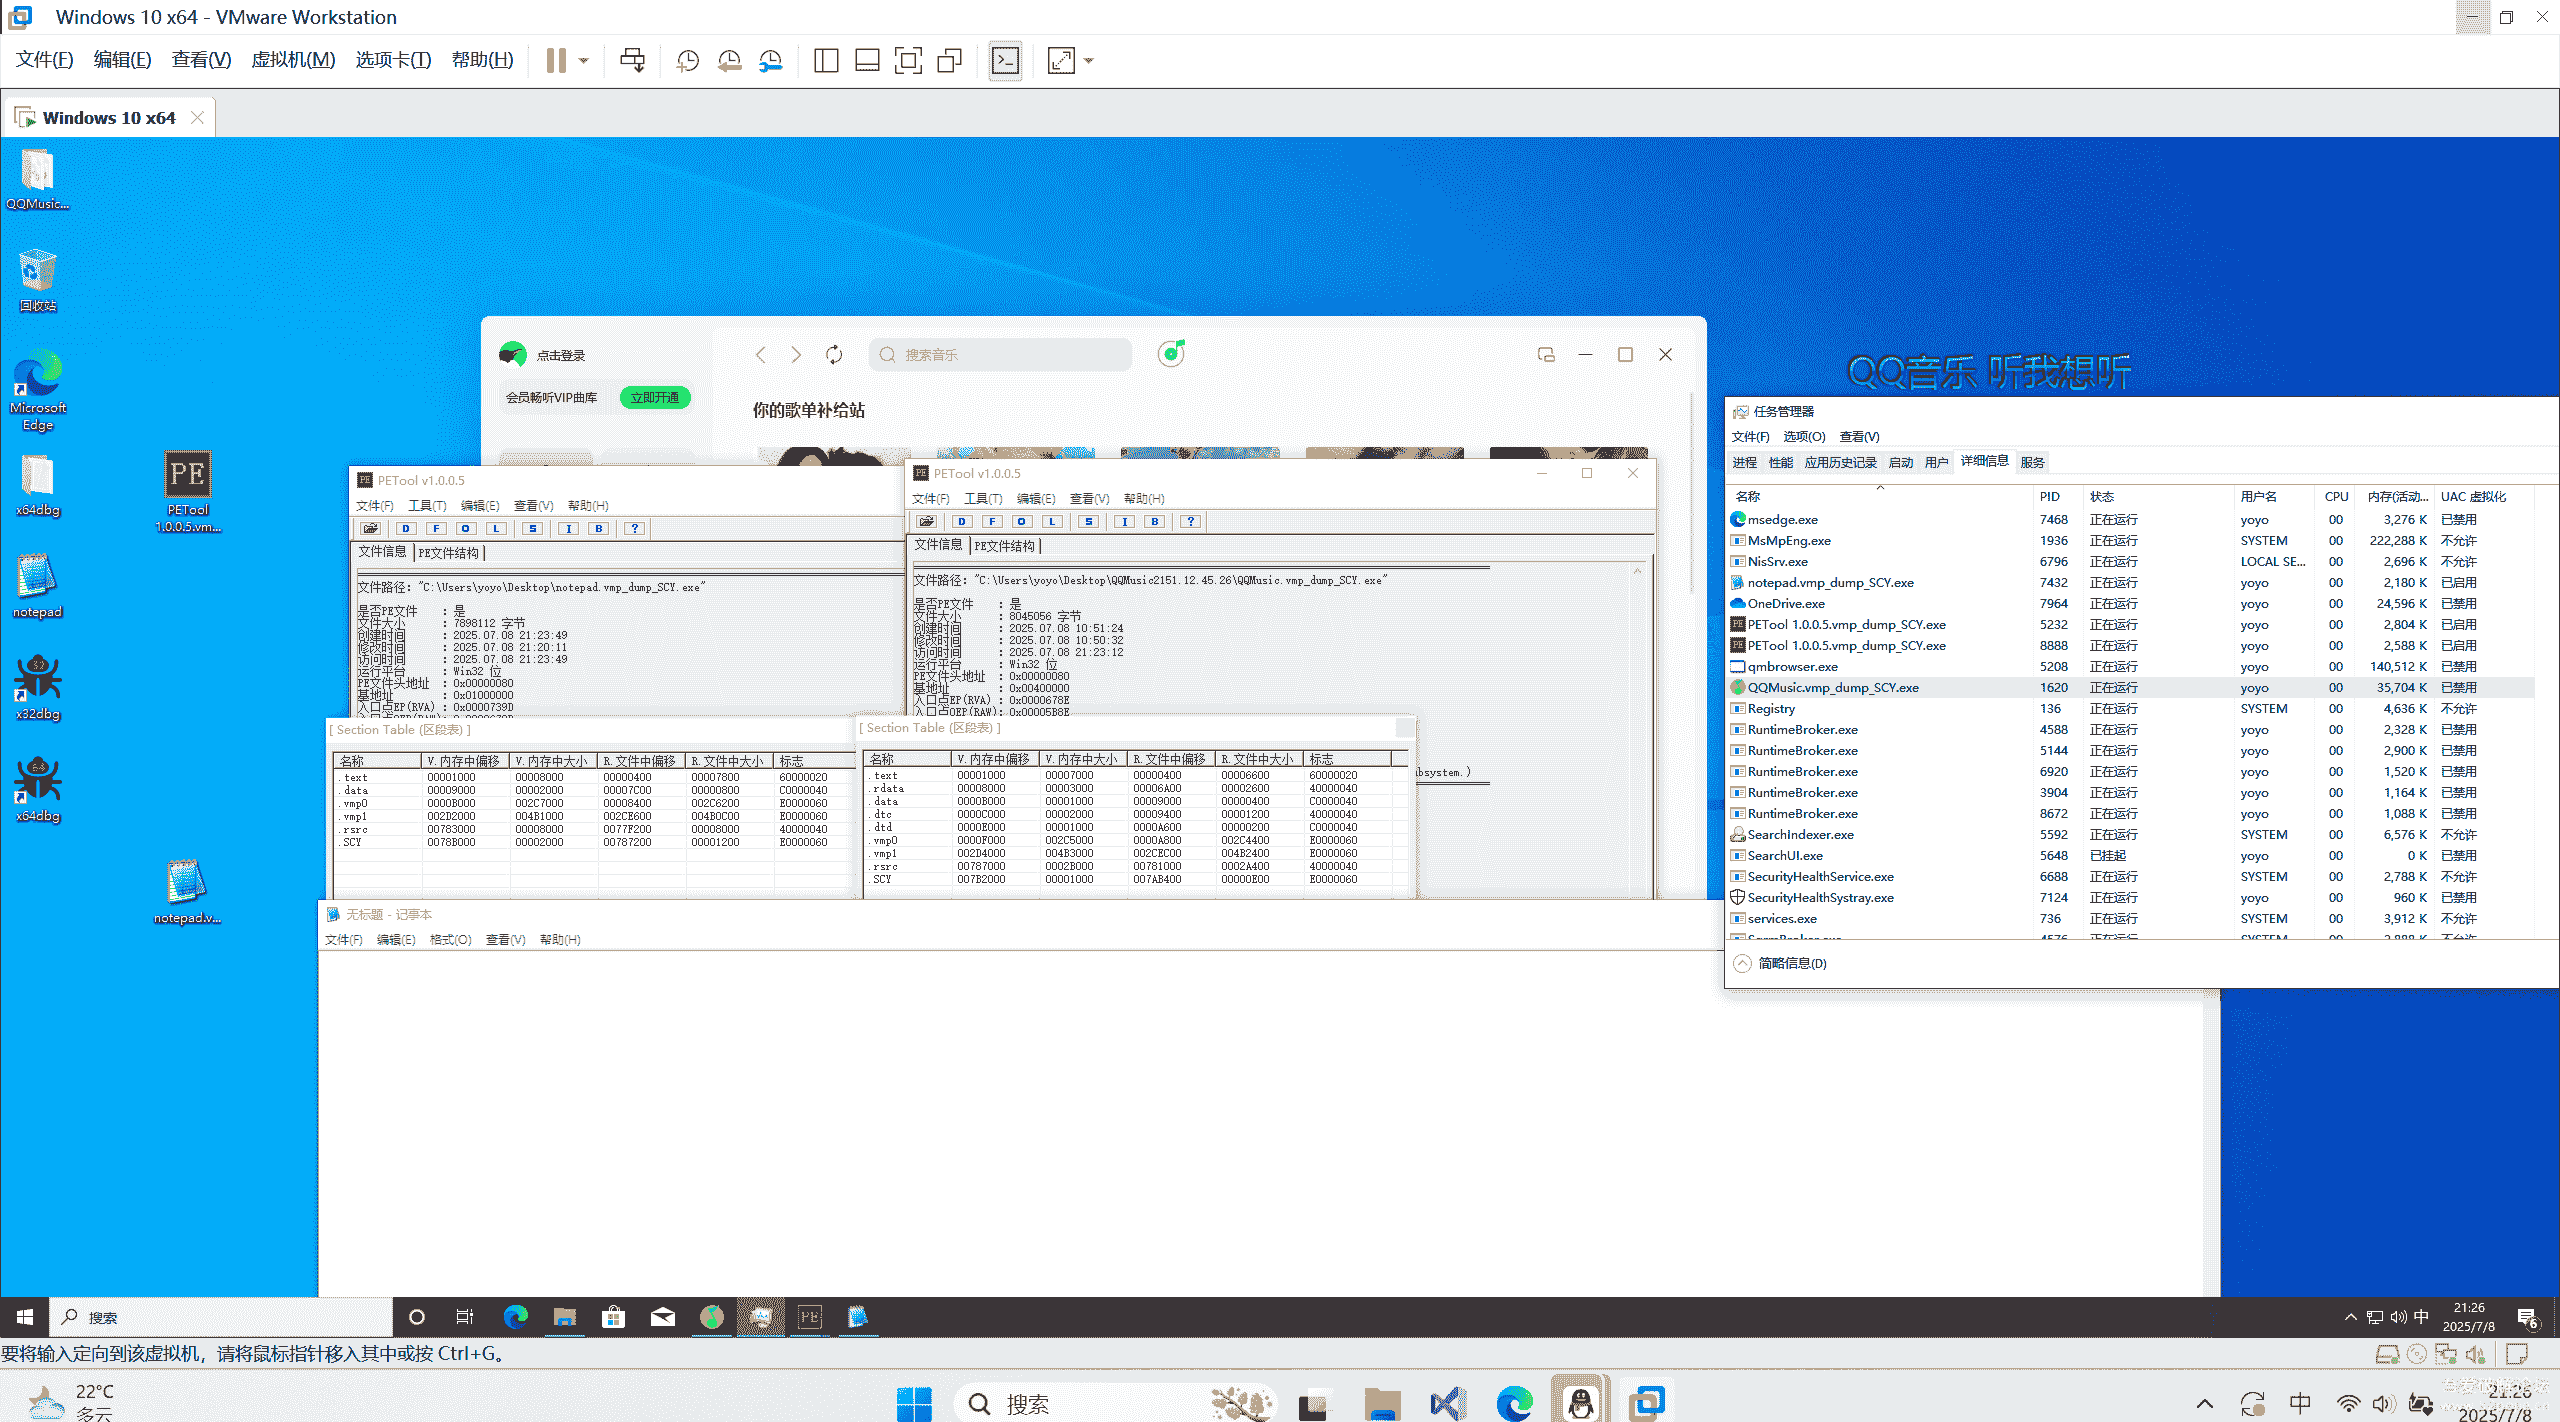 Windows 10 x64 - VMware Workstation
文件(F) 编辑(E) 查看(V) 虚拟机(M) 选项卡(T) 帮助(H)
Windows 10 x64
QQMusic...
回收站
Microsoft Edge
x64dbg
PETool 1.0.0.5.vm...
notepad
x32dbg
x64dbg
notepad.v...
点击登录
搜索音乐
会员畅听VIP曲库 立即开通
你的歌单补给站
QQ音乐 听我想听
PETool v1.0.0.5
文件(F) 工具(T) 编辑(E) 查看(V) 帮助(H)
D F O L S I B ?
文件信息 PE文件结构
文件路径: "C:\Users\yoyo\Desktop\notepad.vmp_dump_SCY.exe"
是否PE文件 : 是
文件大小 : 7898112 字节
创建时间 : 2025.07.08 21:23:49
修改时间 : 2025.07.08 21:20:11
访问时间 : 2025.07.08 21:23:49
运行平台 : Win32 位
PE文件头地址 : 0x00000080
基地址 : 0x01000000
入口点EP(RVA) : 0x0000739D
PETool v1.0.0.5
文件(F) 工具(T) 编辑(E) 查看(V) 帮助(H)
D F O L S I B ?
文件信息 PE文件结构
文件路径: "C:\Users\yoyo\Desktop\QQMusic2151.12.45.26\QQMusic.vmp_dump_SCY.exe"
是否PE文件 : 是
文件大小 : 8045056 字节
创建时间 : 2025.07.08 10:51:24
修改时间 : 2025.07.08 10:50:32
访问时间 : 2025.07.08 21:23:12
运行平台 : Win32 位
PE文件头地址 : 0x00000080
基地址 : 0x00400000
入口点EP(RVA) : 0x0000678E
入口点OEP(RAW): 0x00005B8E
bsystem.)
[ Section Table (区段表) ]
名称 V.内存中偏移 V.内存中大小 R.文件中偏移 R.文件中大小 标志
.text 00001000 00008000 00000400 00007800 60000020
.data 00009000 00002000 00007C00 00000800 C0000040
.vmp0 0000B000 002C7000 00008400 002C6200 E0000060
.vmp1 002D2000 004B1000 002CE600 004B0C00 E0000060
.rsrc 00783000 00008000 0077F200 00008000 40000040
.SCY 0078B000 00002000 00787200 00001200 E0000060
[ Section Table (区段表) ]
名称 V.内存中偏移 V.内存中大小 R.文件中偏移 R.文件中大小 标志
.text 00001000 00007000 00000400 00006600 60000020
.rdata 00008000 00003000 00006A00 00002600 40000040
.data 0000B000 00001000 00009000 00000400 C0000040
.dtc 0000C000 00002000 00009400 00001200 40000040
.dtd 0000E000 00001000 0000A600 00000200 C0000040
.vmp0 0000F000 002C5000 0000A800 002C4400 E0000060
.vmp1 002D4000 004B3000 002CEC00 004B2400 E0000060
.rsrc 00787000 0002B000 00781000 0002A400 40000040
.SCY 007B2000 00001000 007AB400 00000E00 E0000060
无标题 - 记事本
文件(F) 编辑(E) 格式(O) 查看(V) 帮助(H)
任务管理器
文件(F) 选项(O) 查看(V)
进程 性能 应用历史记录 启动 用户 详细信息 服务
名称 PID 状态 用户名 CPU 内存(活动... UAC 虚拟化
msedge.exe 7468 正在运行 yoyo 00 3,276 K 已禁用
MsMpEng.exe 1936 正在运行 SYSTEM 00 222,288 K 不允许
NisSrv.exe 6796 正在运行 LOCAL SE... 00 2,696 K 不允许
notepad.vmp_dump_SCY.exe 7432 正在运行 yoyo 00 2,180 K 已启用
OneDrive.exe 7964 正在运行 yoyo 00 24,596 K 已禁用
PETool 1.0.0.5.vmp_dump_SCY.exe 5232 正在运行 yoyo 00 2,804 K 已启用
PETool 1.0.0.5.vmp_dump_SCY.exe 8888 正在运行 yoyo 00 2,588 K 已启用
qmbrowser.exe 5208 正在运行 yoyo 00 140,512 K 已禁用
QQMusic.vmp_dump_SCY.exe 1620 正在运行 yoyo 00 35,704 K 已禁用
Registry 136 正在运行 SYSTEM 00 4,636 K 不允许
RuntimeBroker.exe 4588 正在运行 yoyo 00 2,328 K 已禁用
RuntimeBroker.exe 5144 正在运行 yoyo 00 2,900 K 已禁用
RuntimeBroker.exe 6920 正在运行 yoyo 00 1,520 K 已禁用
RuntimeBroker.exe 3904 正在运行 yoyo 00 1,164 K 已禁用
RuntimeBroker.exe 8672 正在运行 yoyo 00 1,088 K 已禁用
SearchIndexer.exe 5592 正在运行 SYSTEM 00 6,576 K 不允许
SearchUI.exe 5648 已挂起 yoyo 00 0 K 已禁用
SecurityHealthService.exe 6688 正在运行 SYSTEM 00 2,788 K 不允许
SecurityHealthSystray.exe 7124 正在运行 yoyo 00 960 K 已禁用
services.exe 736 正在运行 SYSTEM 00 3,912 K 不允许
简略信息(D)
搜索
中 21:26
2025/7/8
6
要将输入定向到该虚拟机，请将鼠标指针移入其中或按 Ctrl+G。
22°C
多云
搜索
中
21:26
2025/7/8